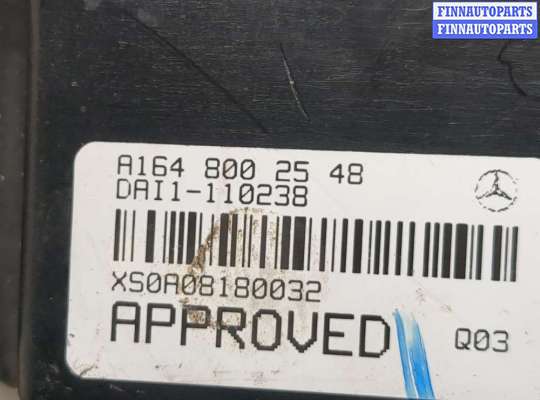 FINNAUTOPARTS
FINNAUTOPARTS
A164 800 25 48
DAI1-110238
XS0A08180032
APPROVED Q03